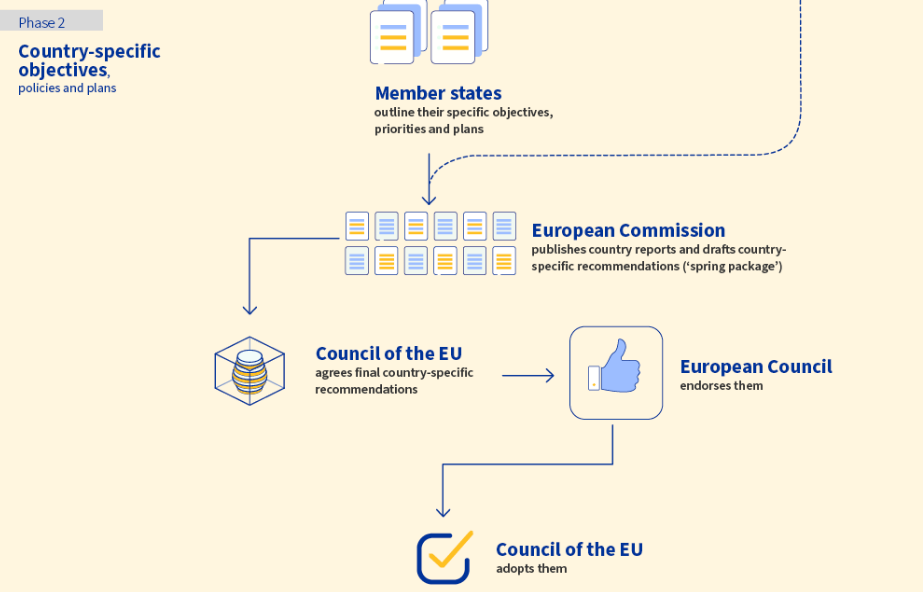 Phase 2
Country-specific
objectives,
policies and plans
Member states
outline their specific objectives,
priorities and plans
European Commission
publishes country reports and drafts country-
specific recommendations (‘spring package’)
Council of the EU
agrees final country-specific
recommendations
European Council
endorses them
Council of the EU
adopts them